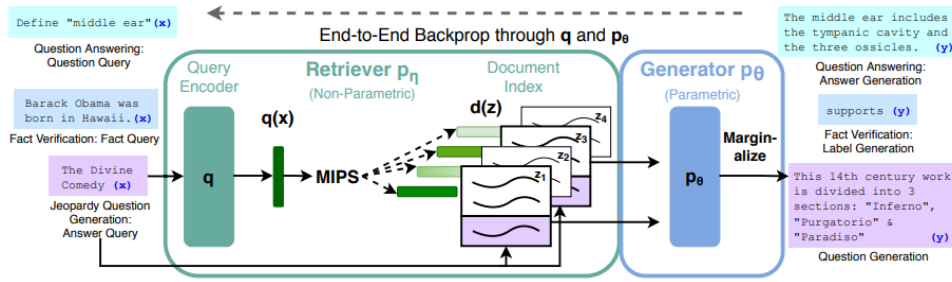 Define "middle ear" (x)
Question Answering:
Question Query
Barack Obama was
born in Hawaii.(x)
Fact Verification: Fact Query
The Divine
Comedy (x)
Jeopardy Question
Generation:
Answer Query
End-to-End Backprop through q and pθ
Query
Encoder
q
q(x)
Retriever pη
(Non-Parametric)
MIPS
d(z)
Document
Index
z4
z3
z2
z1
Generator pθ
(Parametric)
pθ
Margin-
alize
The middle ear includes
the tympanic cavity and
the three ossicles. (y)
Question Answering:
Answer Generation
supports (y)
Fact Verification:
Label Generation
This 14th century work
is divided into 3
sections: "Inferno",
"Purgatorio" &
"Paradiso" (y)
Question Generation